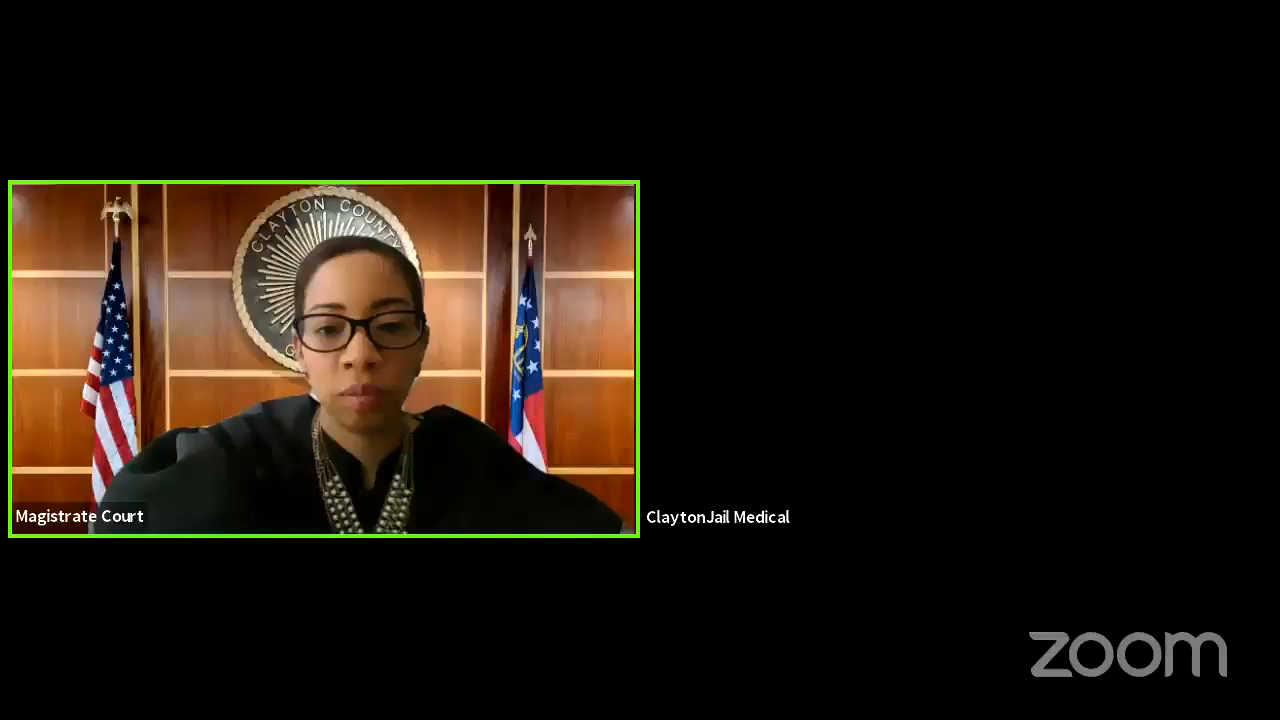 CLAYTON COUNTY
G
Magistrate Court
ClaytonJail Medical
zoom